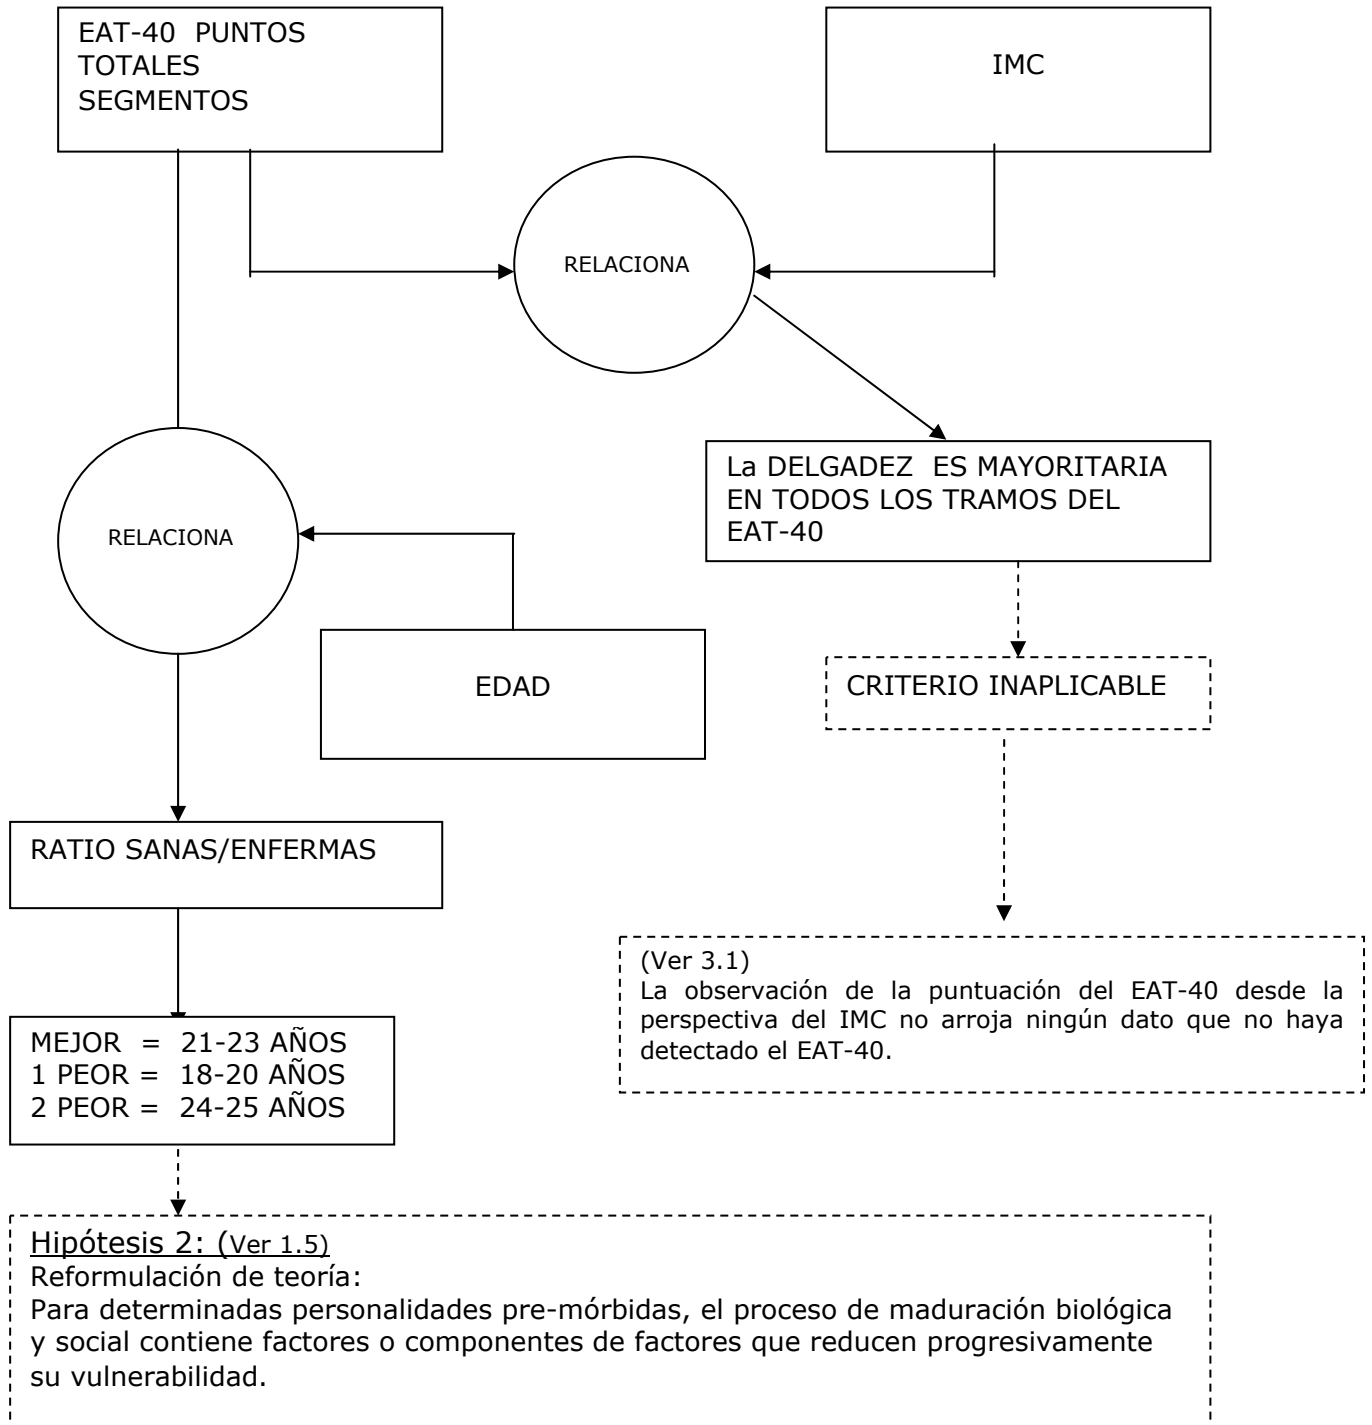 EAT-40 PUNTOS
TOTALES
SEGMENTOS
IMC
RELACIONA
La DELGADEZ ES MAYORITARIA
EN TODOS LOS TRAMOS DEL
EAT-40
RELACIONA
EDAD
CRITERIO INAPLICABLE
RATIO SANAS/ENFERMAS
(Ver 3.1)
La observación de la puntuación del EAT-40 desde la
perspectiva del IMC no arroja ningún dato que no haya
detectado el EAT-40.
MEJOR = 21-23 AÑOS
1 PEOR = 18-20 AÑOS
2 PEOR = 24-25 AÑOS
Hipótesis 2: (Ver 1.5)
Reformulación de teoría:
Para determinadas personalidades pre-mórbidas, el proceso de maduración biológica
y social contiene factores o componentes de factores que reducen progresivamente
su vulnerabilidad.